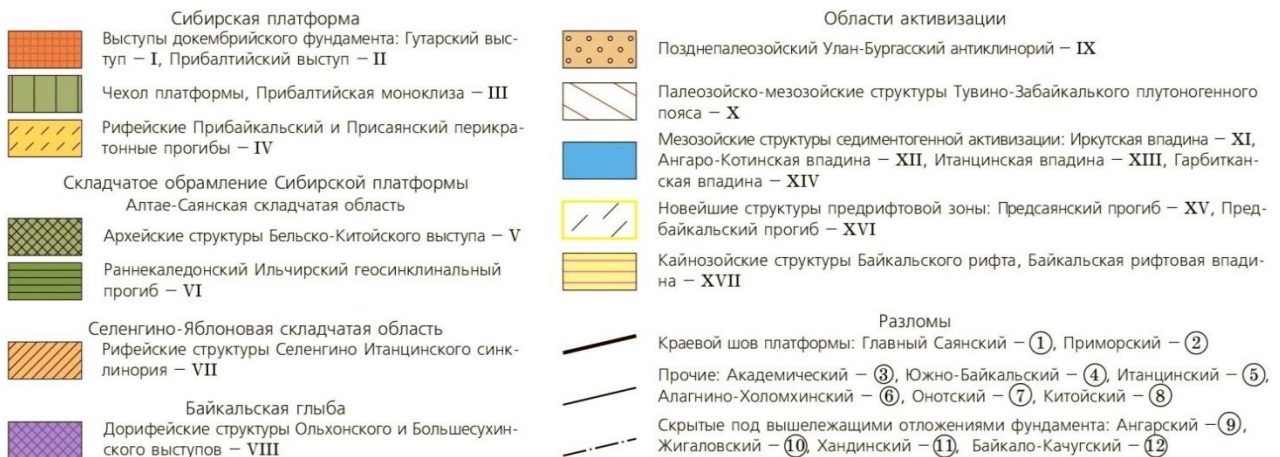 Сибирская платформа
Выступы докембрийского фундамента: Гутарский выс-
туп – I, Прибалтийский выступ – II
Чехол платформы, Прибалтийская моноклиза – III
Рифейские Прибайкальский и Присаянский перикра-
тонные прогибы – IV
Складчатое обрамление Сибирской платформы
Алтае-Саянская складчатая область
Архейские структуры Бельско-Китойского выступа – V
Раннекаледонский Ильчирский геосинклинальный
прогиб – VI
Селенгино-Яблоновая складчатая область
Рифейские структуры Селенгино Итанцинского синк-
линория – VII
Байкальская глыба
Дорифейские структуры Ольхонского и Большесухин-
ского выступов – VIII
Области активизации
Позднепалеозойский Улан-Бургасский антиклинорий – IX
Палеозойско-мезозойские структуры Тувино-Забайкалького плутоногенного
пояса – X
Мезозойские структуры седиментогенной активизации: Иркутская впадина – XI,
Ангаро-Котинская впадина – XII, Итанцинская впадина – XIII, Гарбиткан-
ская впадина – XIV
Новейшие структуры предрифтовой зоны: Предсаянский прогиб – XV, Пред-
байкальский прогиб – XVI
Кайнозойские структуры Байкальского рифта, Байкальская рифтовая впади-
на – XVII
Разломы
Краевой шов платформы: Главный Саянский – 1, Приморский – 2
Прочие: Академический – 3, Южно-Байкальский – 4, Итанцинский – 5,
Алагнино-Холомхинский – 6, Онотский – 7, Китойский – 8
Скрытые под вышележащими отложениями фундамента: Ангарский – 9,
Жигаловский – 10, Хандинский – 11, Байкало-Качугский – 12